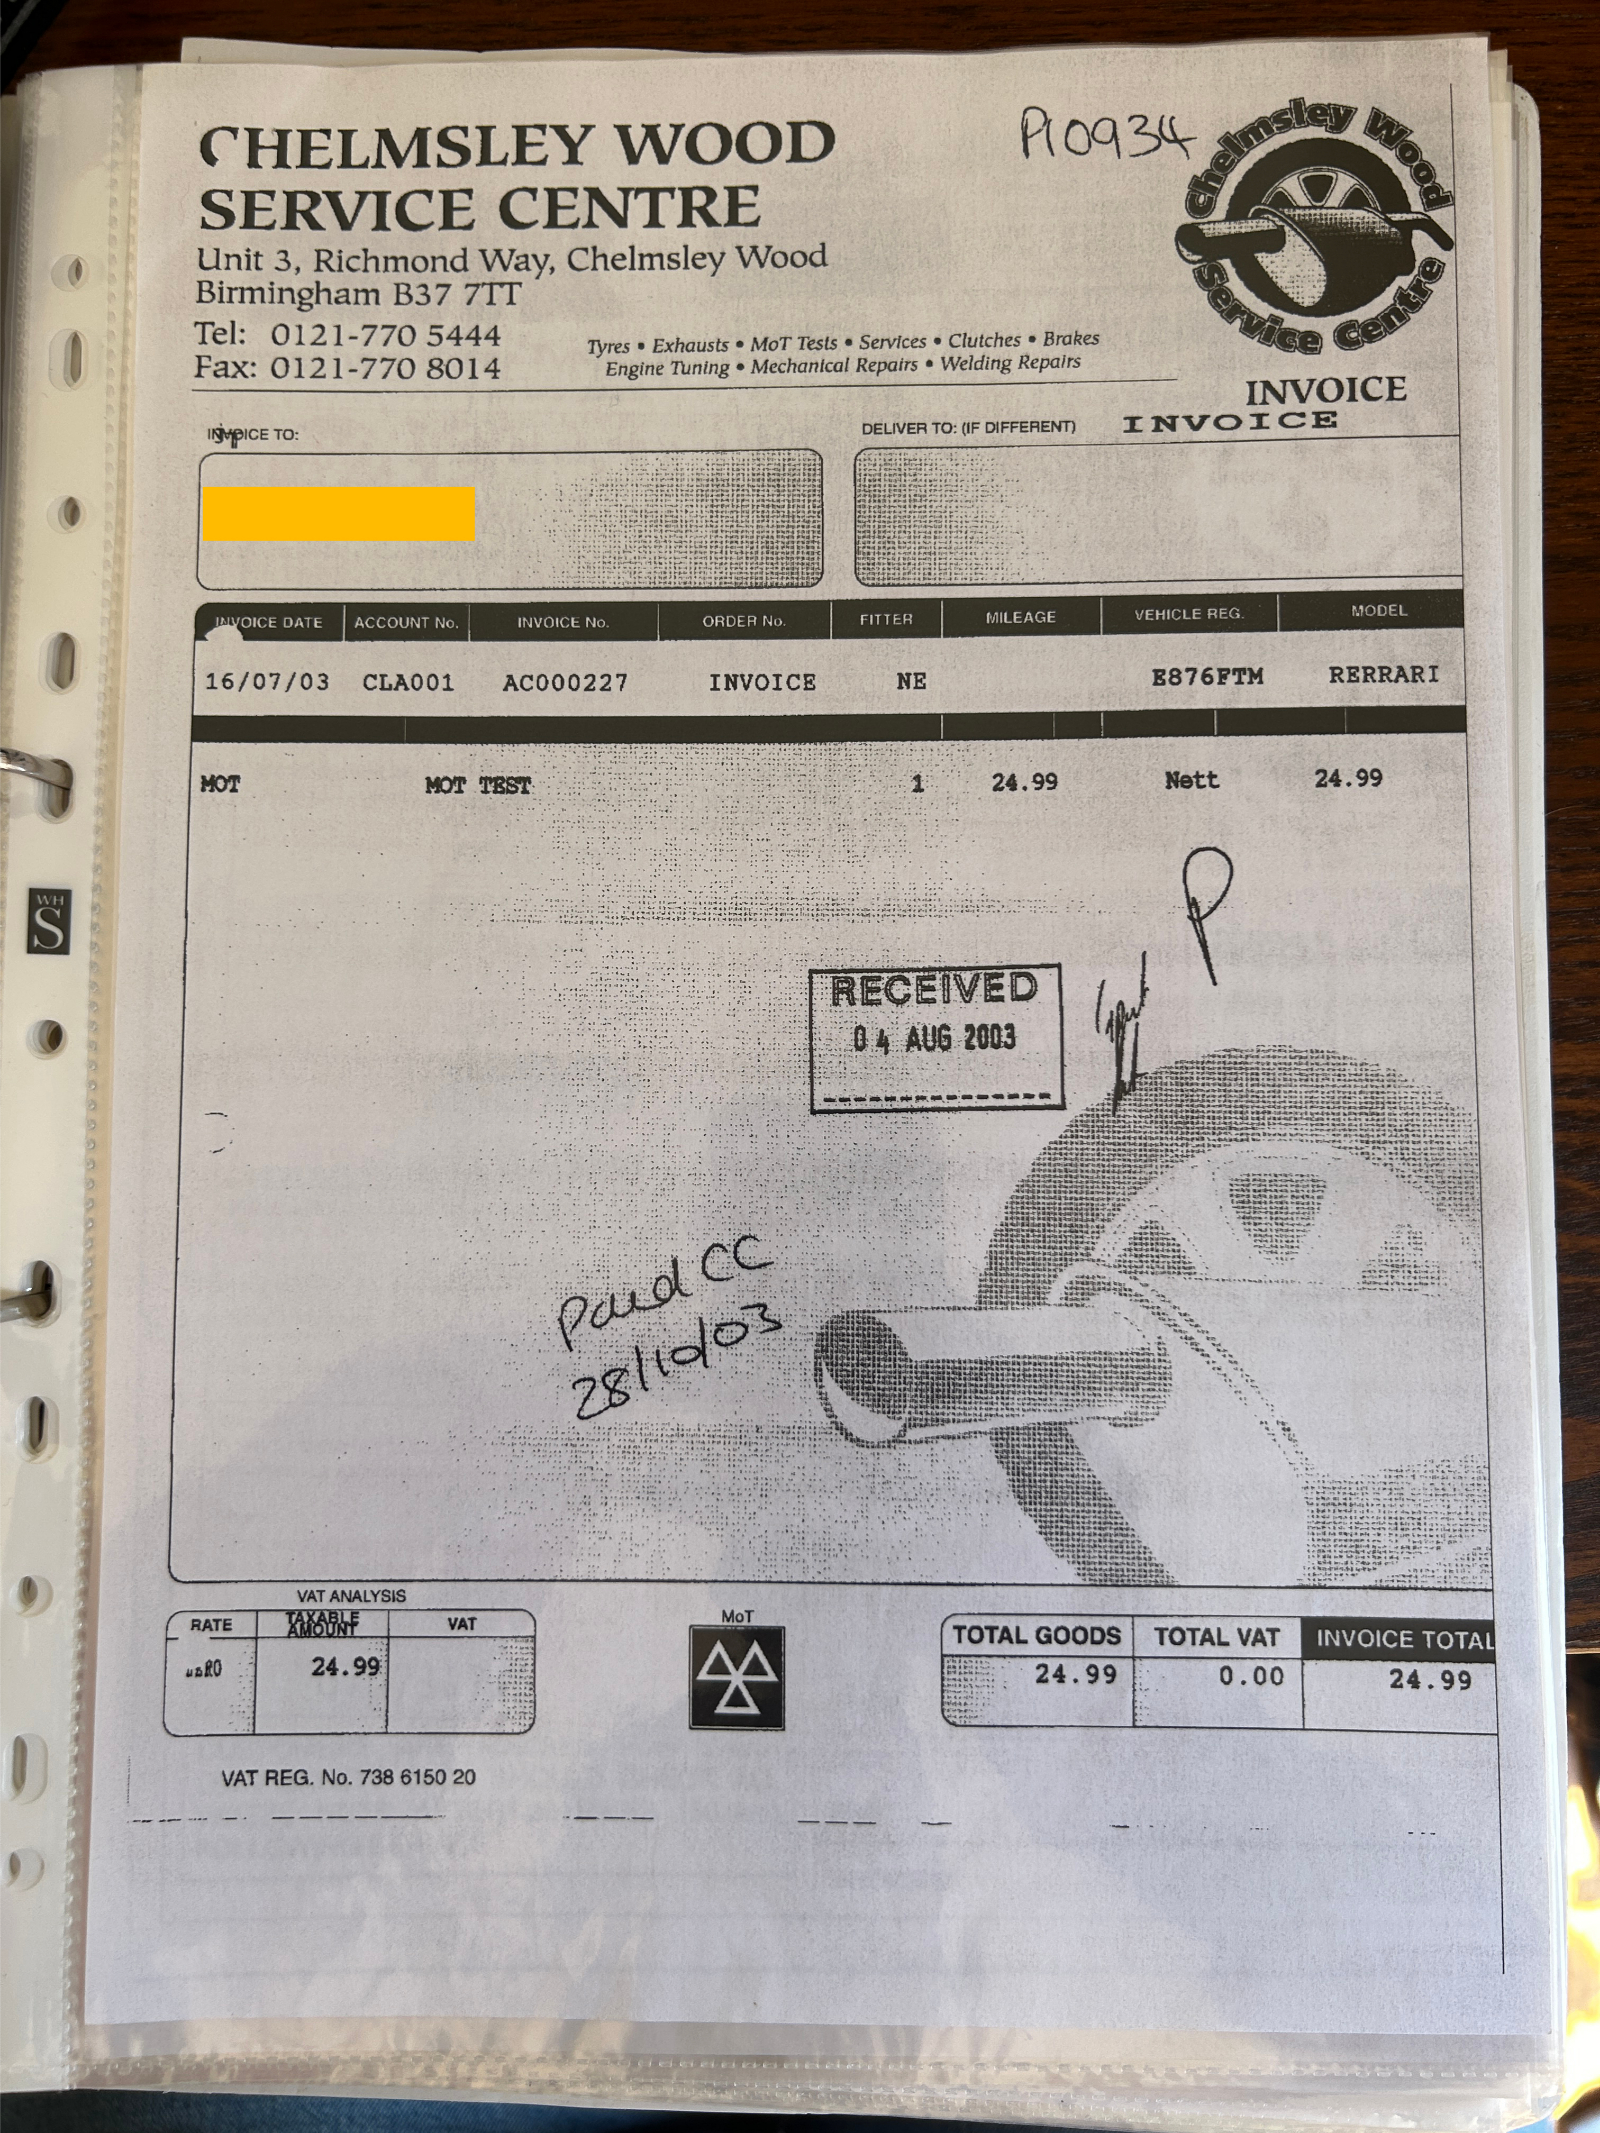 CHELMSLEY WOOD
SERVICE CENTRE
Unit 3, Richmond Way, Chelmsley Wood
Birmingham B37 7TT
Tel: 0121-770 5444
Fax: 0121-770 8014
Tyres • Exhausts • MoT Tests • Services • Clutches • Brakes
Engine Tuning • Mechanical Repairs • Welding Repairs
P10934
Chelmsley Wood
Service Centre
INVOICE
INVOICE
INVOICE TO:
DELIVER TO: (IF DIFFERENT)
INVOICE DATE ACCOUNT No. INVOICE No. ORDER No. FITTER MILEAGE VEHICLE REG. MODEL
16/07/03 CLA001 AC000227 INVOICE NE E876FTM RERRARI
MOT MOT TEST 1 24.99 Nett 24.99
WH
S
P
RECEIVED
04 AUG 2003
Paid CC
28/10/03
VAT ANALYSIS
RATE TAXABLE AMOUNT VAT
24.99
MoT
TOTAL GOODS TOTAL VAT INVOICE TOTAL
24.99 0.00 24.99
VAT REG. No. 738 6150 20